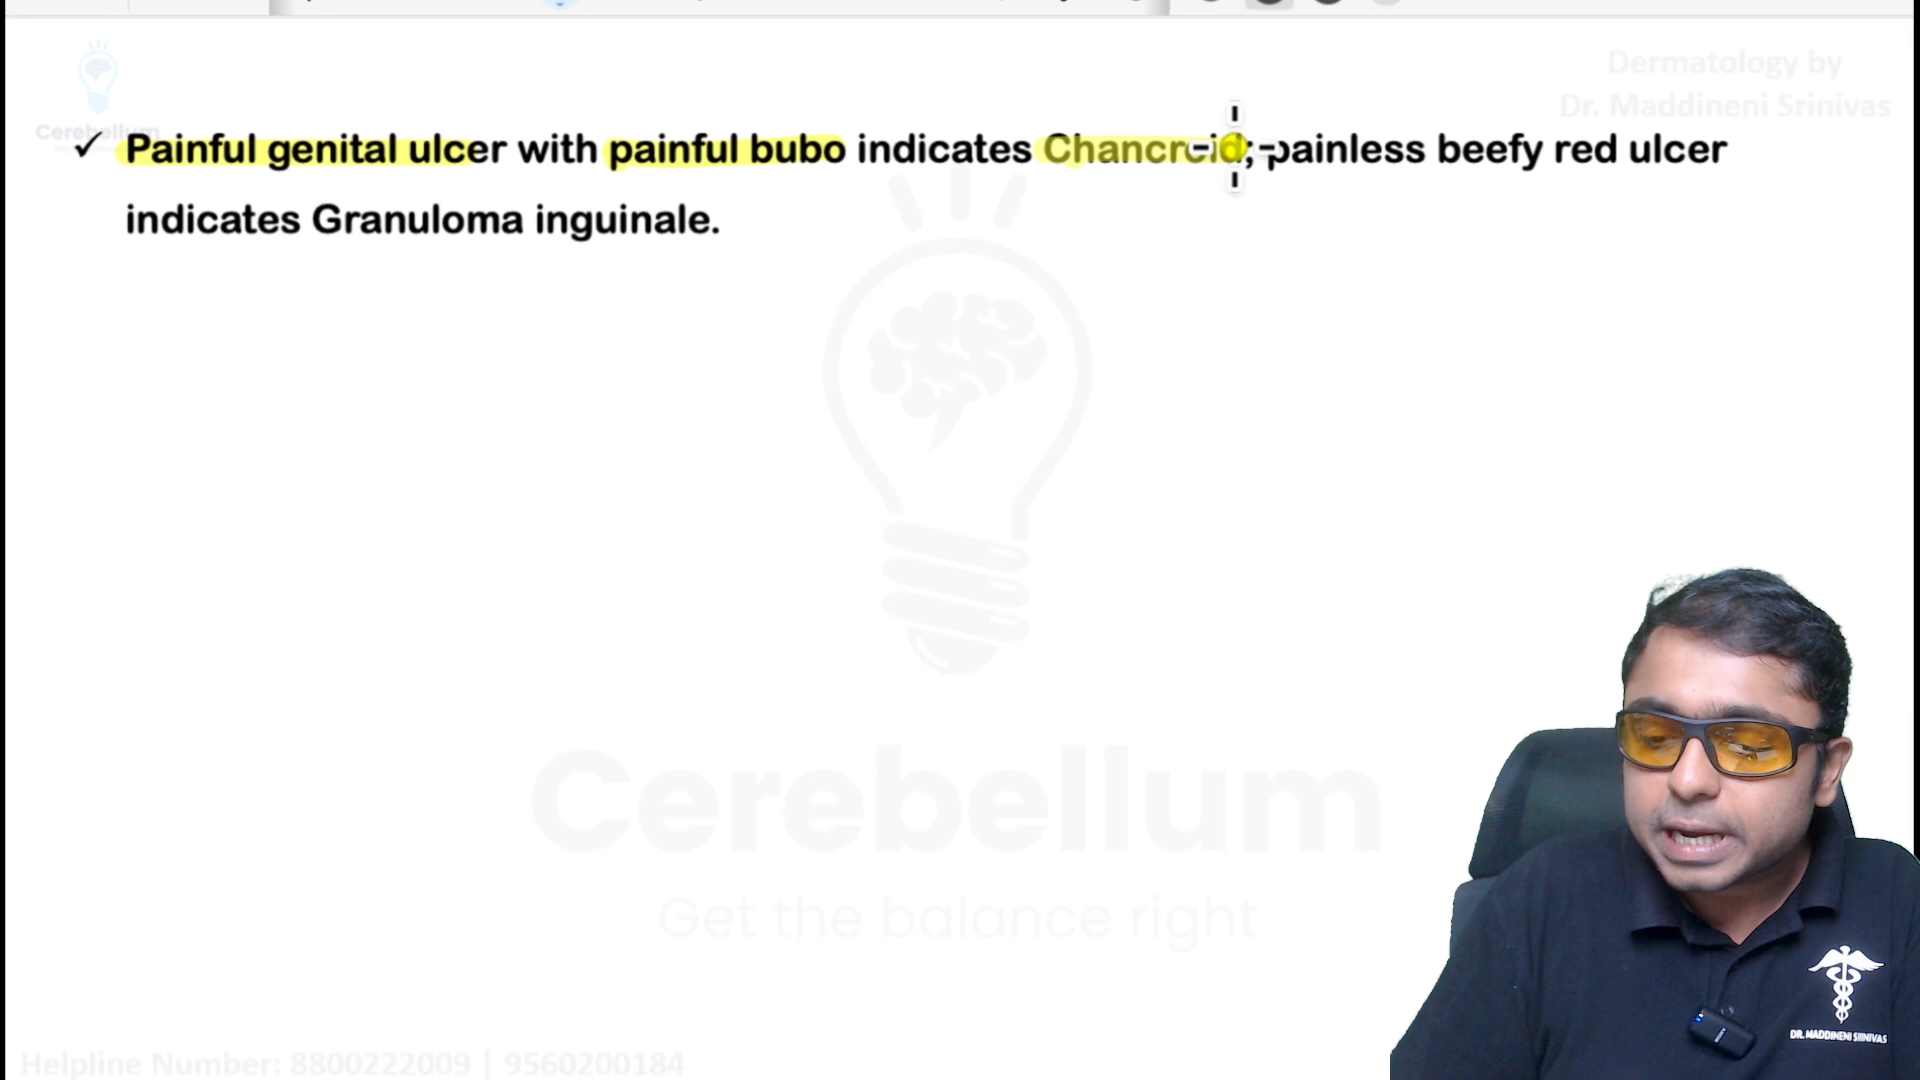 Dermatology by
Dr. Maddineni Srinivas
Cerebellum
✓ Painful genital ulcer with painful bubo indicates Chancroid; painless beefy red ulcer
indicates Granuloma inguinale.
Cerebellum
Get the balance right
DR. MADDINENI SRINIVAS
Helpline Number: 8800222009 | 9560200184